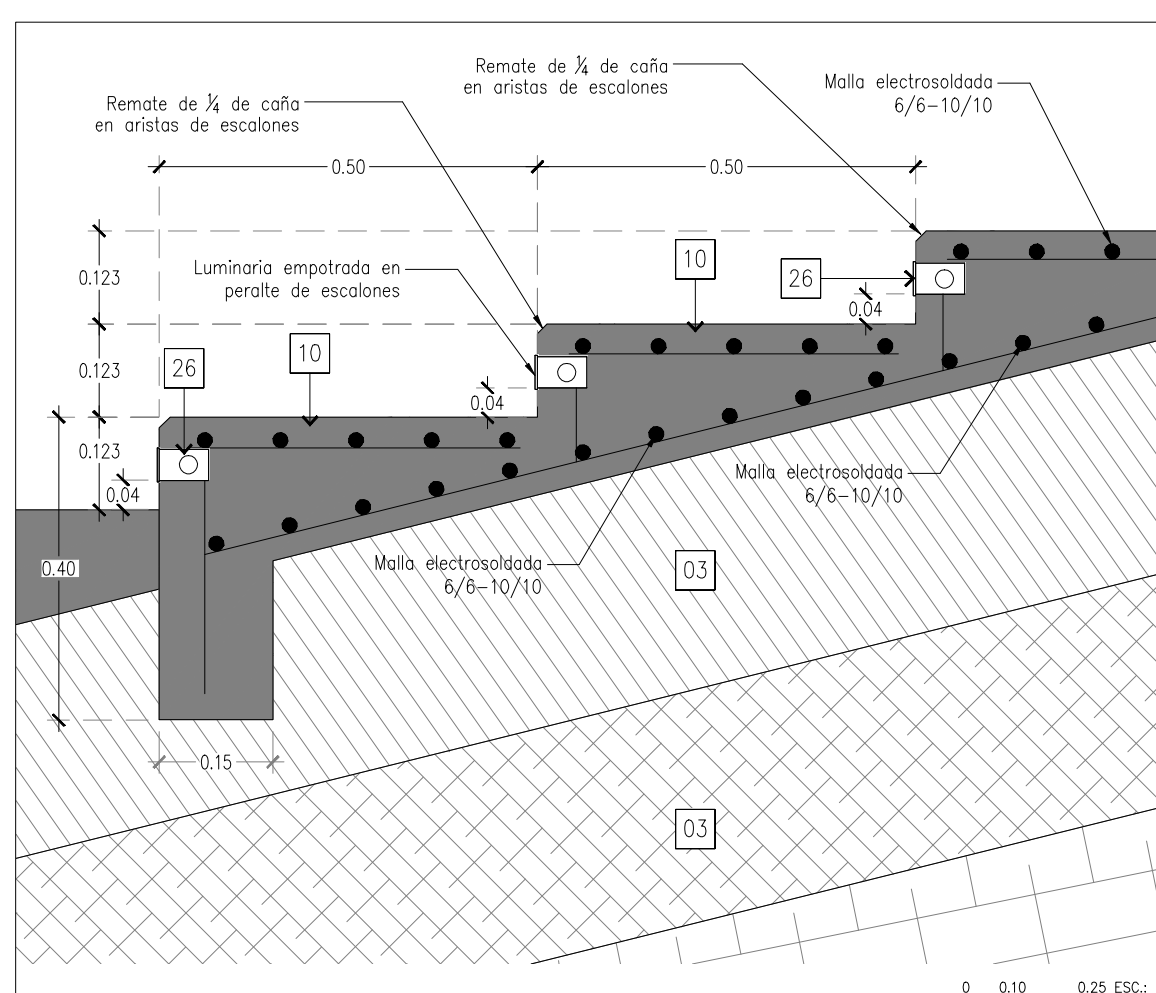 Remate de ¼ de caña
en aristas de escalones
Malla electrosoldada
6/6-10/10
Remate de ¼ de caña
en aristas de escalones
0.50
0.50
0.123
Luminaria empotrada en
peralte de escalones
10
26
0.04
0.123
26
10
0.04
0.123
0.04
Malla electrosoldada
6/6-10/10
0.40
Malla electrosoldada
6/6-10/10
03
0.15
03
0 0.10 0.25 ESC.: